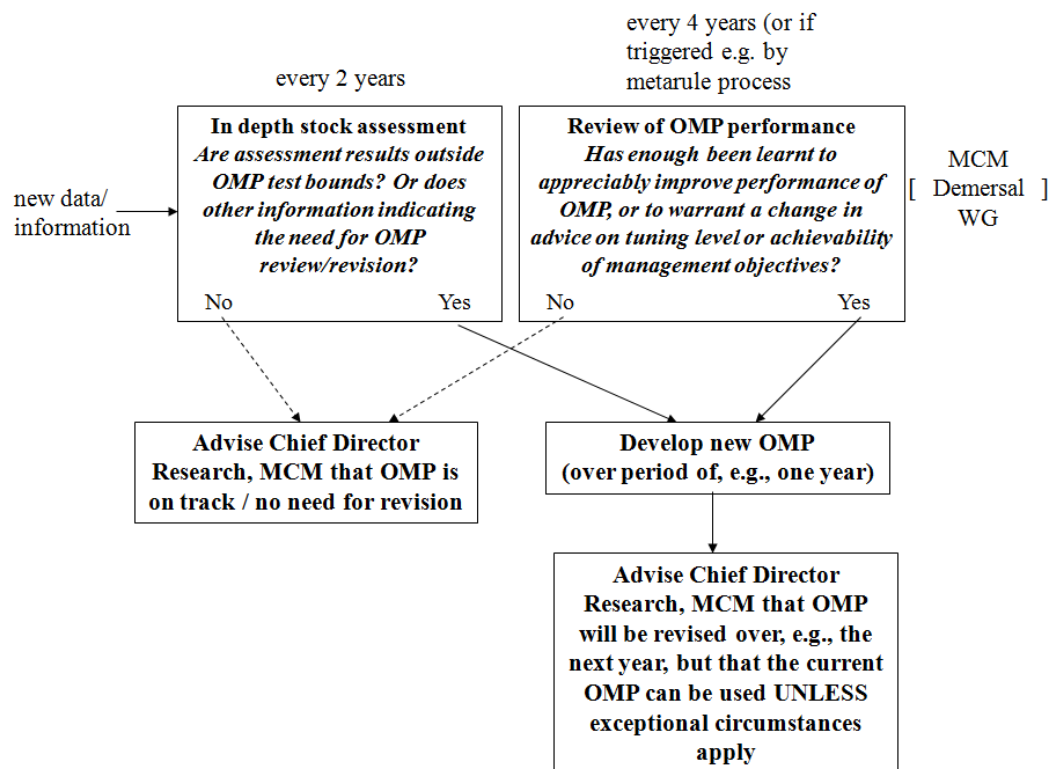 every 2 years
every 4 years (or if
triggered e.g. by
metarule process
new data/
information
In depth stock assessment
Are assessment results outside
OMP test bounds? Or does
other information indicating
the need for OMP
review/revision?
No
Yes
Review of OMP performance
Has enough been learnt to
appreciably improve performance of
OMP, or to warrant a change in
advice on tuning level or achievability
of management objectives?
No
Yes
MCM
[ Demersal ]
WG
Advise Chief Director
Research, MCM that OMP is
on track / no need for revision
Develop new OMP
(over period of, e.g., one year)
Advise Chief Director
Research, MCM that OMP
will be revised over, e.g., the
next year, but that the current
OMP can be used UNLESS
exceptional circumstances
apply